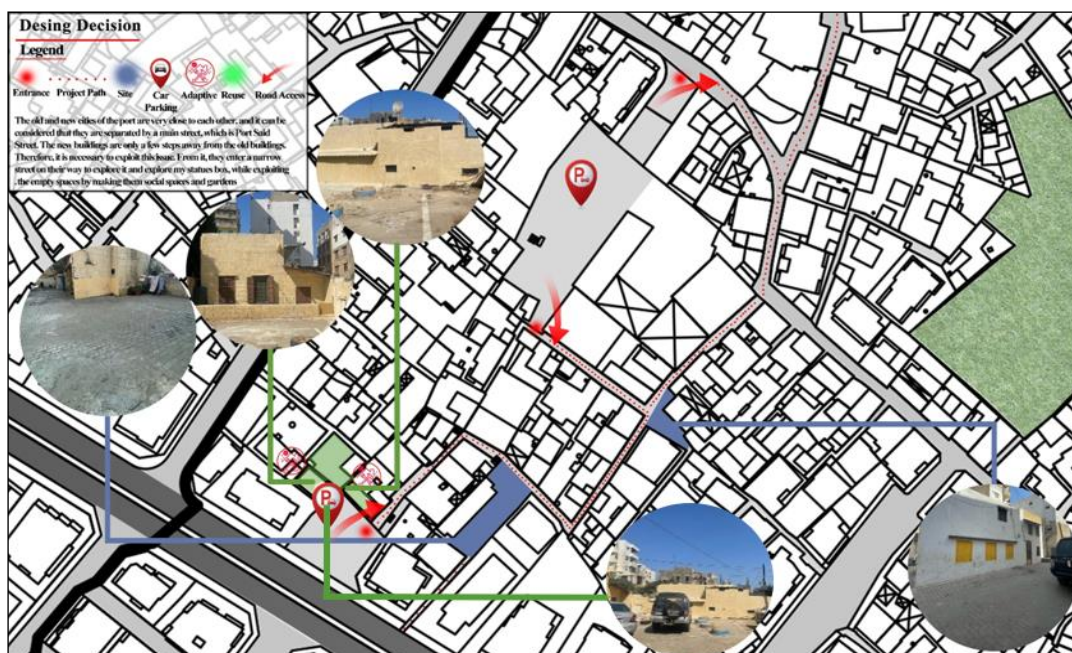 Desing Decision
Legend
Entrance Project Path Site Car Parking Adaptive Reuse Road Access
The old and new cities of the port are very close to each other, and it can be
considered that they are separated by a main street, which is Port Said
Street. The new buildings are only a few steps away from the old buildings.
Therefore, it is necessary to exploit this issue. From it, they enter a narrow
street on their way to explore it and explore my statues box, while exploiting
. the empty spaces by making them social spaces and gardens
P
P